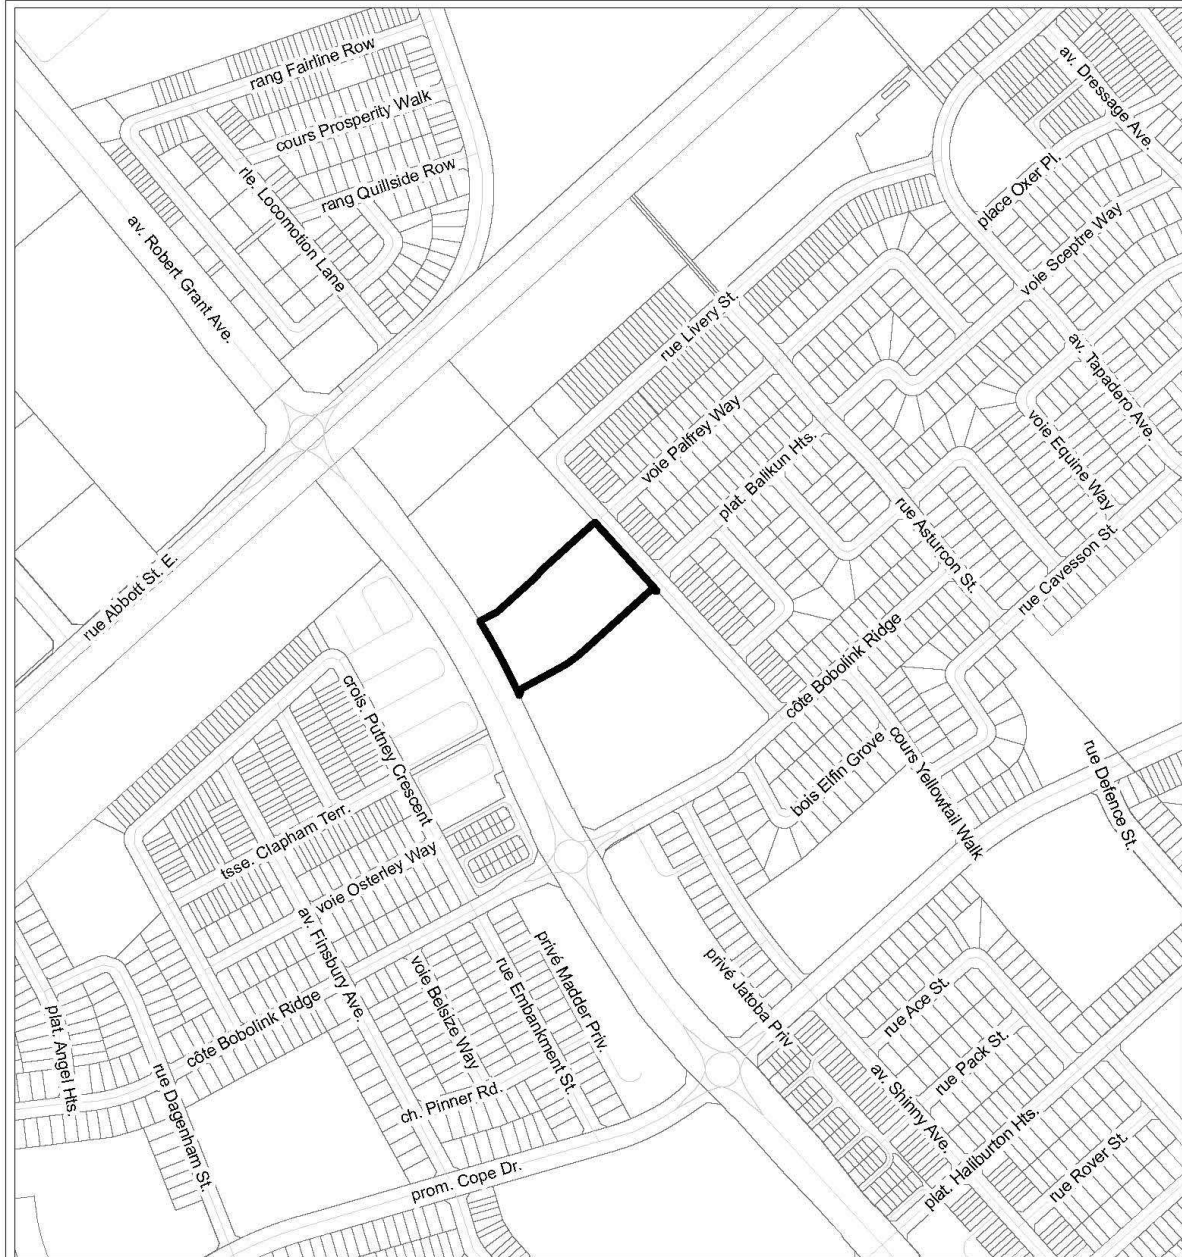 rang Fairline Row
cours Prosperity Walk
rang Quillside Row
rle. Locomotion Lane
av. Robert Grant Ave.
av. Dressage Ave.
place Oxer Pl.
voie Sceptre Way
rue Livery St.
av. Tapadero Ave.
voie Palfrey Way
voie Equine Way
plat. Balikun Hts.
rue Asturcon St.
rue Cavesson St.
rue Abbott St. E.
côte Bobolink Ridge
crois. Putney Crescent
bois Elfin Grove
cours Yellowtail Walk
rue Defence St.
tsse. Clapham Terr.
voie Osterley Way
av. Finsbury Ave.
privé Madder Priv.
rue Embankment St.
voie Belsize Way
privé Jatoba Priv
rue Ace St.
plat. Angel Hts.
côte Bobolink Ridge
rue Dagenham St.
ch. Pinner Rd.
rue Pack St.
av. Shinny Ave.
plat. Haliburton Hts.
rue Rover St.
prom. Cope Dr.